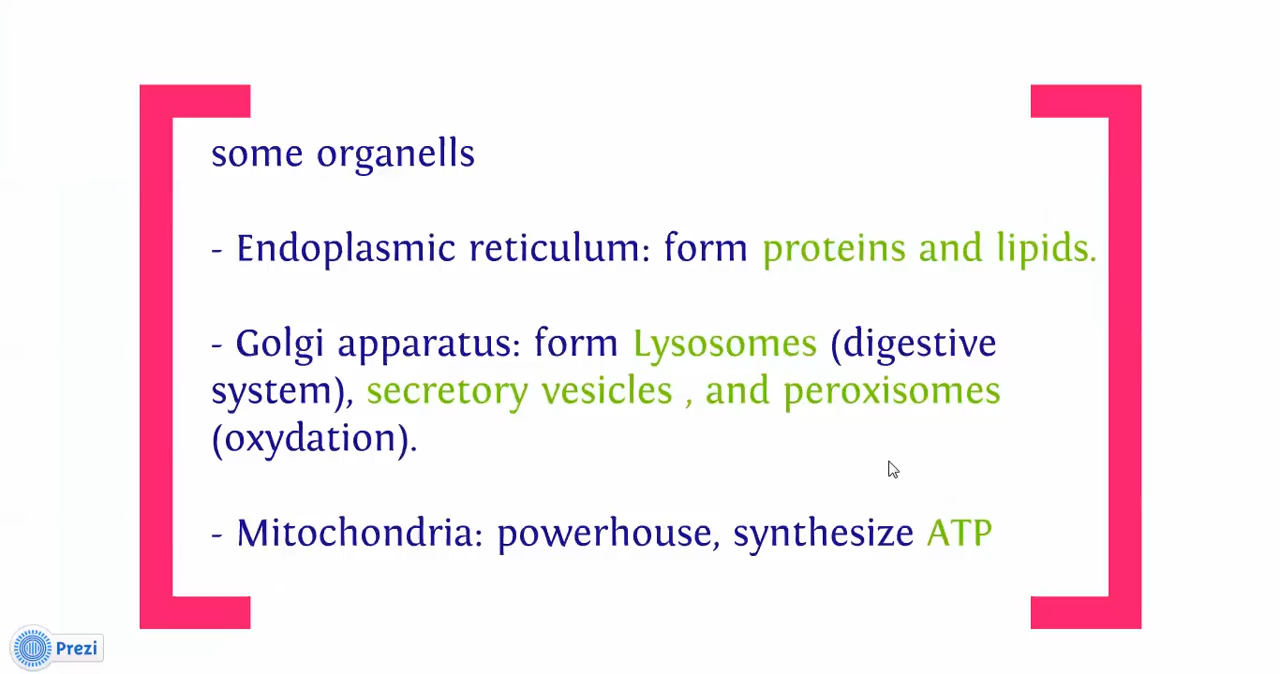 some organells
- Endoplasmic reticulum: form proteins and lipids.
- Golgi apparatus: form Lysosomes (digestive
system), secretory vesicles , and peroxisomes
(oxydation).
- Mitochondria: powerhouse, synthesize ATP
Prezi